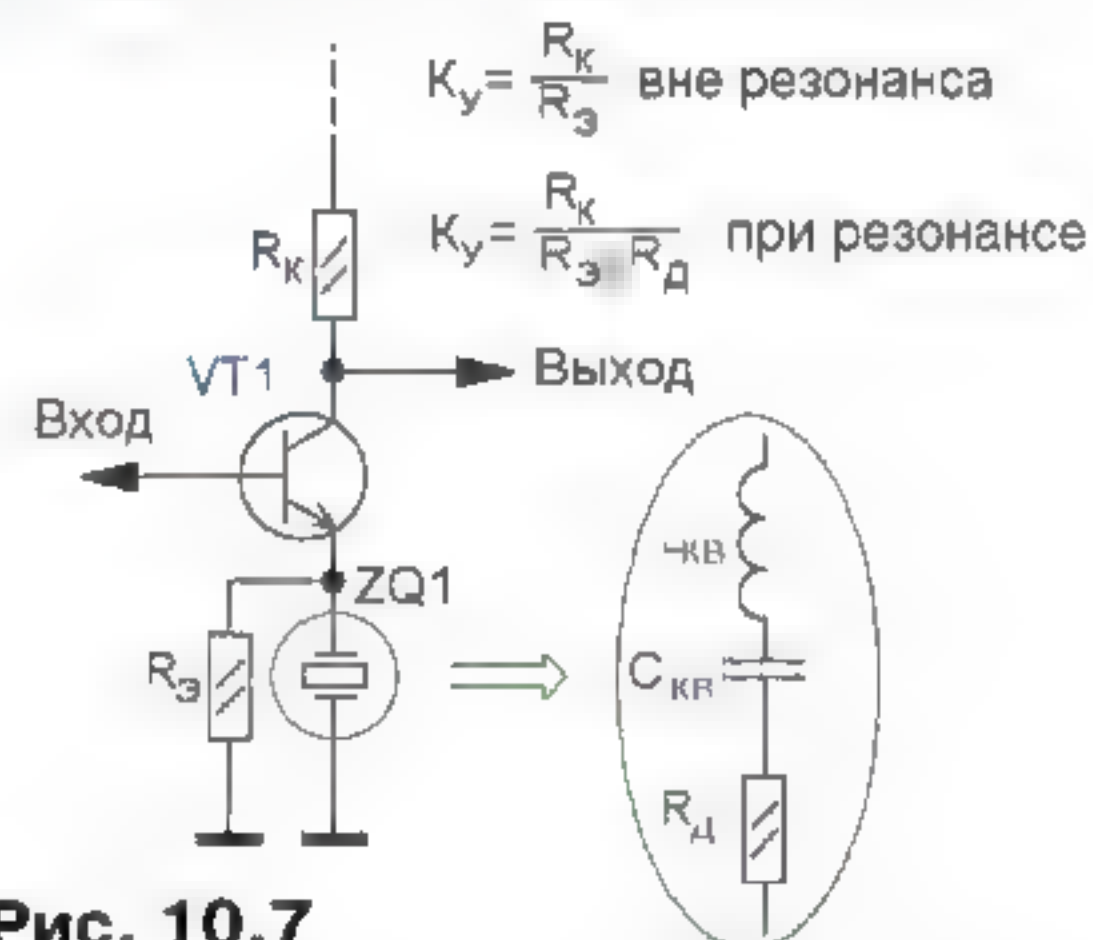 Kу= Rк
Rэ
вне резонанса
Kу= Rк
Rэ Rд
при резонансе
Rк
VT1
Выход
Вход
ZQ1
Rэ
кв
Cкв
Rд
Рис. 10.7